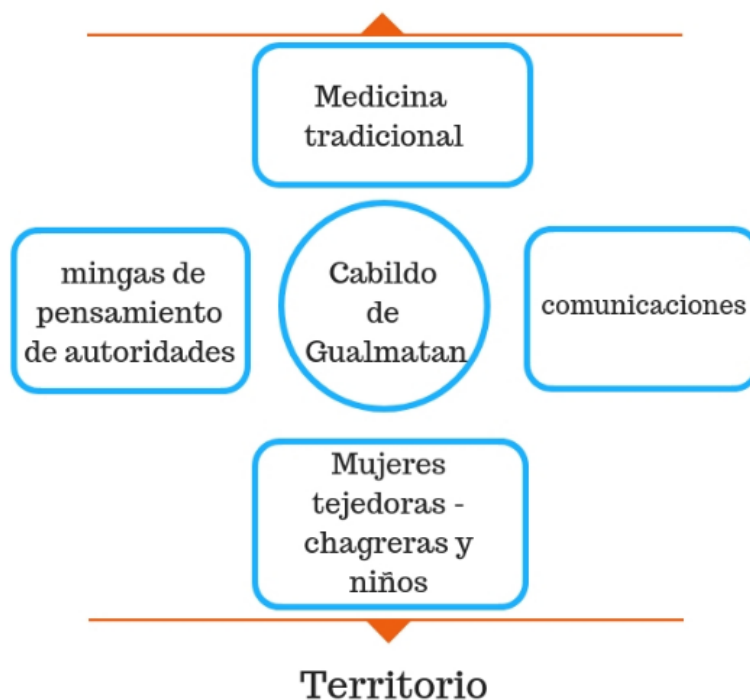 Medicina
tradicional
mingas de
pensamiento
de autoridades
Cabildo
de
Gualmatan
comunicaciones
Mujeres
tejedoras -
chagreras y
niños
Territorio